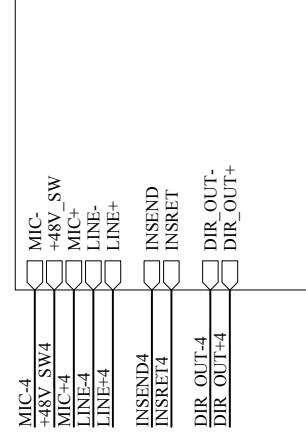 MIC-
+48V_SW
MIC+
LINE-
LINE+
INSEND
INSRET
DIR_OUT-
DIR_OUT+
MIC-4
+48V_SW4
MIC+4
LINE-4
LINE+4
INSEND4
INSRET4
DIR_OUT-4
DIR_OUT+4